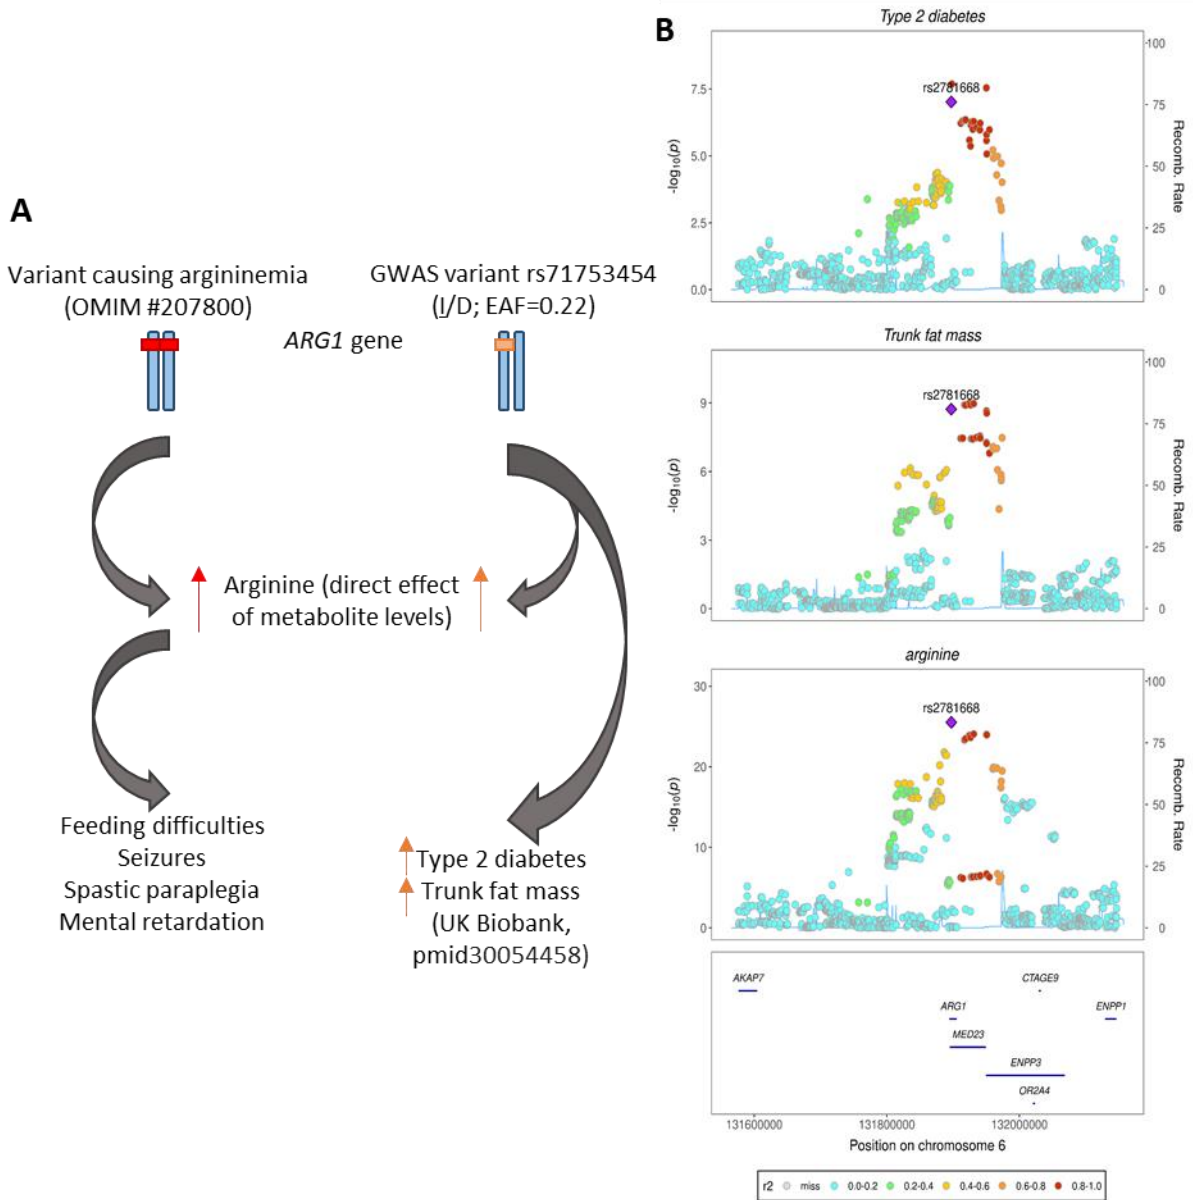 A
Variant causing argininemia
(OMIM #207800)
GWAS variant rs71753454
(I/D; EAF=0.22)
ARG1 gene
Arginine (direct effect
of metabolite levels)
Feeding difficulties
Seizures
Spastic paraplegia
Mental retardation
Type 2 diabetes
Trunk fat mass
(UK Biobank,
pmid30054458)
B
Type 2 diabetes
rs2781668
-log10(p)
7.5
5.0
2.5
0.0
100
75
50
25
0
Recomb. Rate
Trunk fat mass
rs2781668
-log10(p)
9
6
3
0
100
75
50
25
0
Recomb. Rate
arginine
rs2781668
-log10(p)
30
20
10
0
100
75
50
25
0
Recomb. Rate
AKAP7
CTAGE9
ARG1
ENPP1
MED23
ENPP3
OR2A4
131600000 131800000 132000000
Position on chromosome 6
r2 miss 0.0-0.2 0.2-0.4 0.4-0.6 0.6-0.8 0.8-1.0